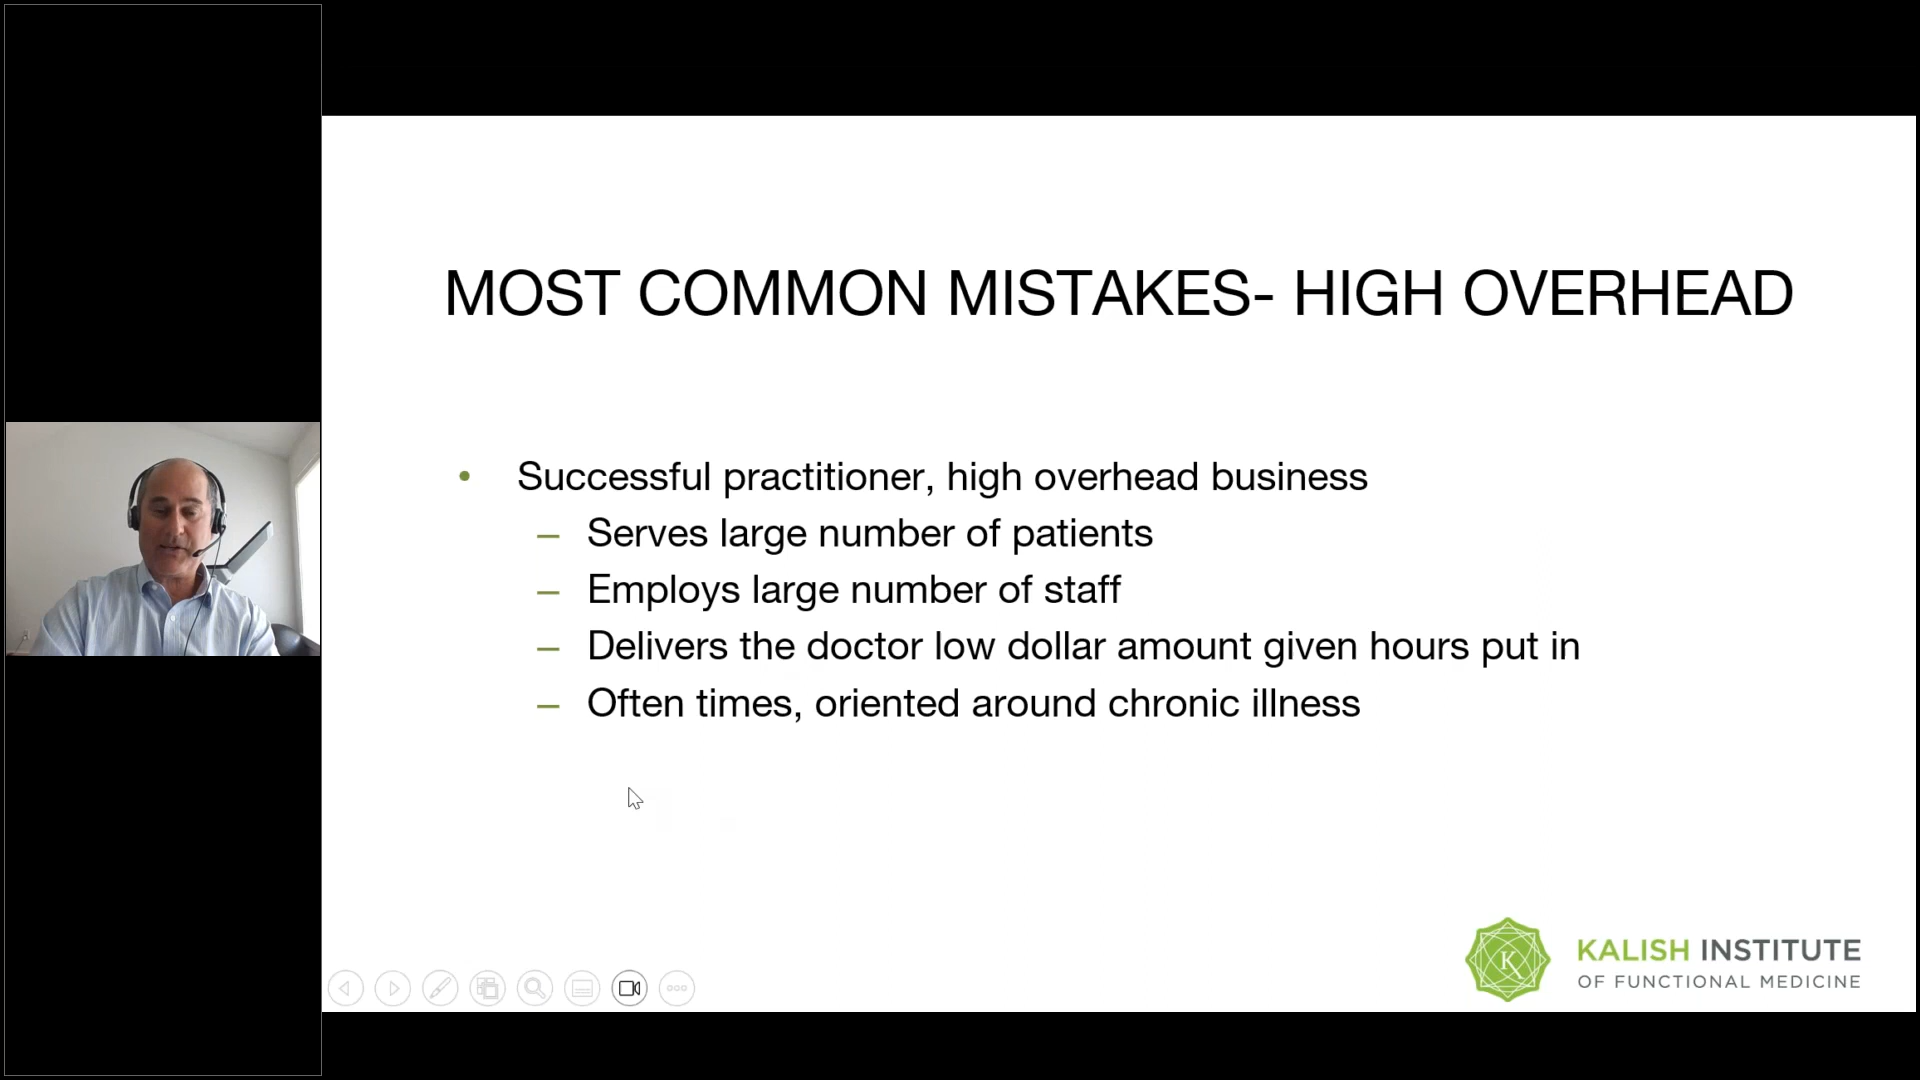 MOST COMMON MISTAKES- HIGH OVERHEAD
• Successful practitioner, high overhead business
– Serves large number of patients
– Employs large number of staff
– Delivers the doctor low dollar amount given hours put in
– Often times, oriented around chronic illness
K
KALISH INSTITUTE
OF FUNCTIONAL MEDICINE